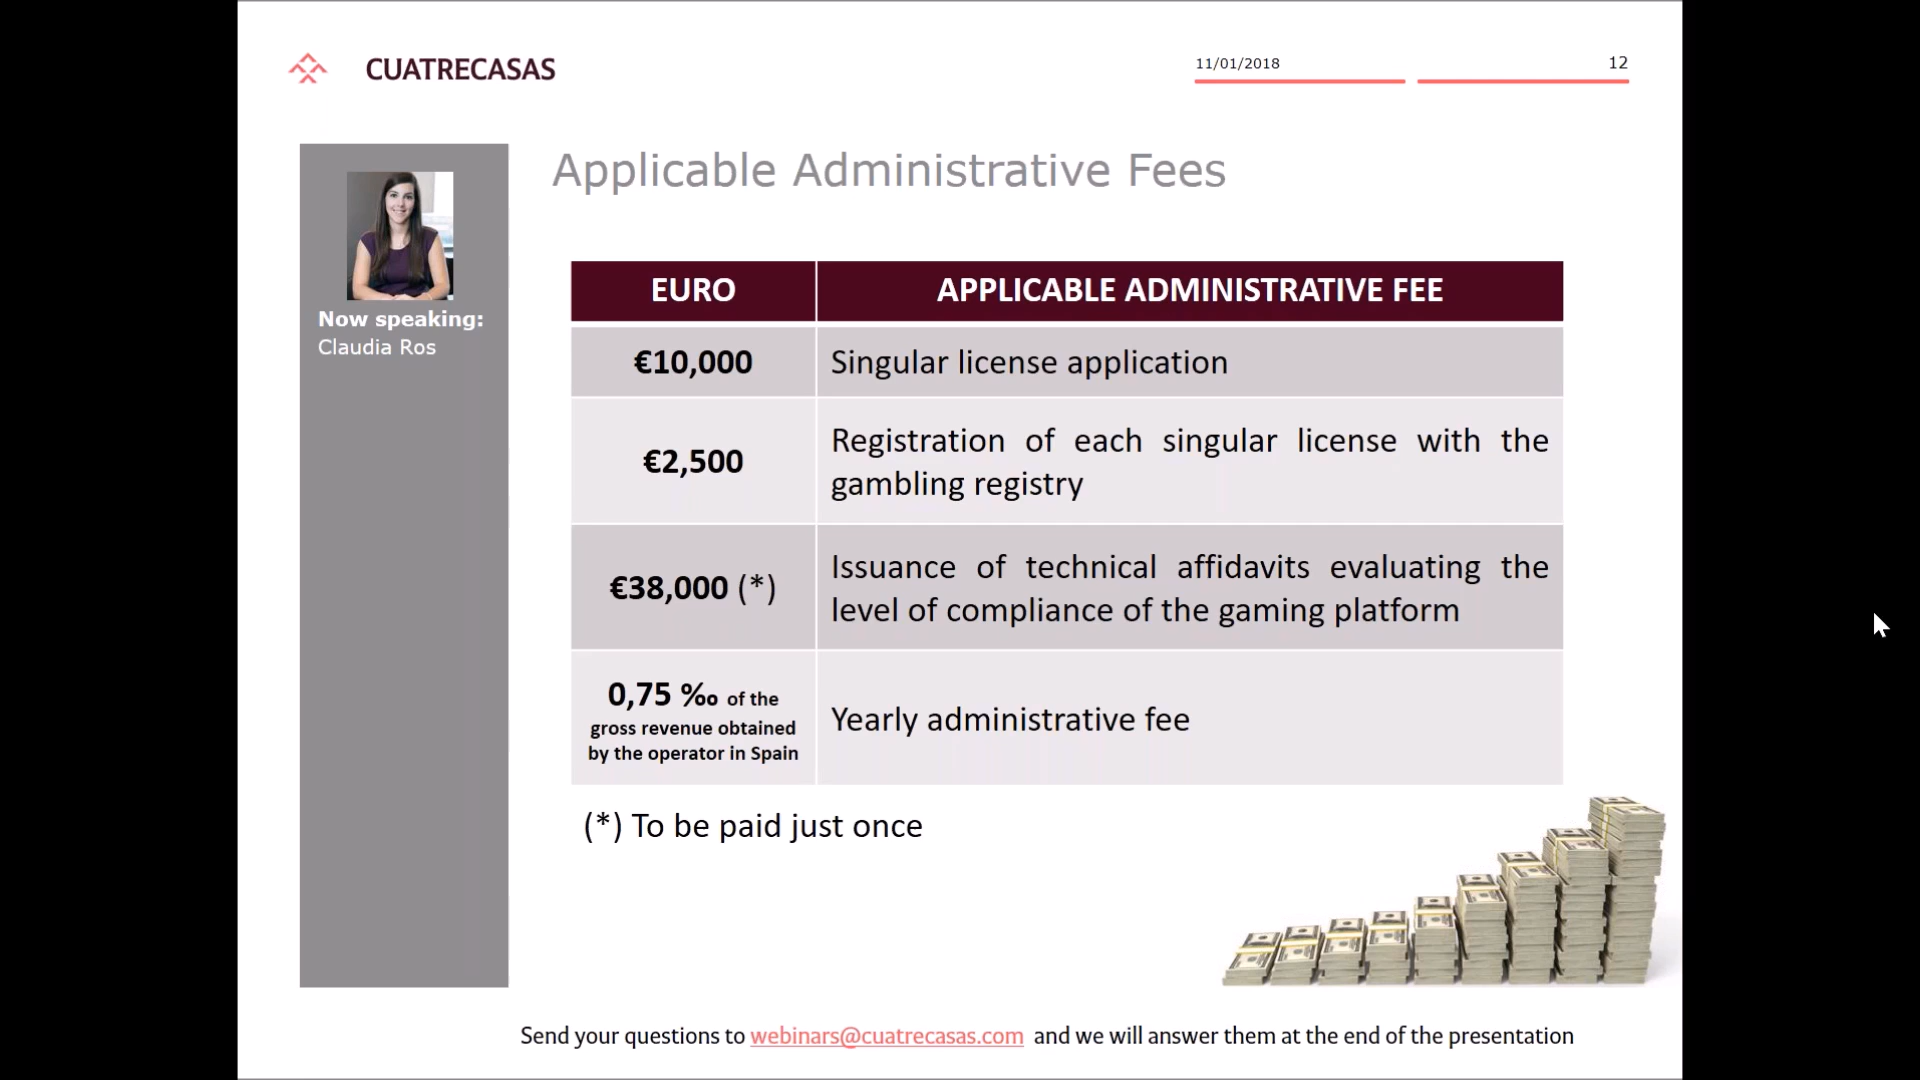 CUATRECASAS
11/01/2018
12
Now speaking:
Claudia Ros
Applicable Administrative Fees
EURO
APPLICABLE ADMINISTRATIVE FEE
€10,000
Singular license application
€2,500
Registration of each singular license with the
gambling registry
€38,000 (*)
Issuance of technical affidavits evaluating the
level of compliance of the gaming platform
0,75 ‰ of the
gross revenue obtained
by the operator in Spain
Yearly administrative fee
(*) To be paid just once
Send your questions to webinars@cuatrecasas.com and we will answer them at the end of the presentation